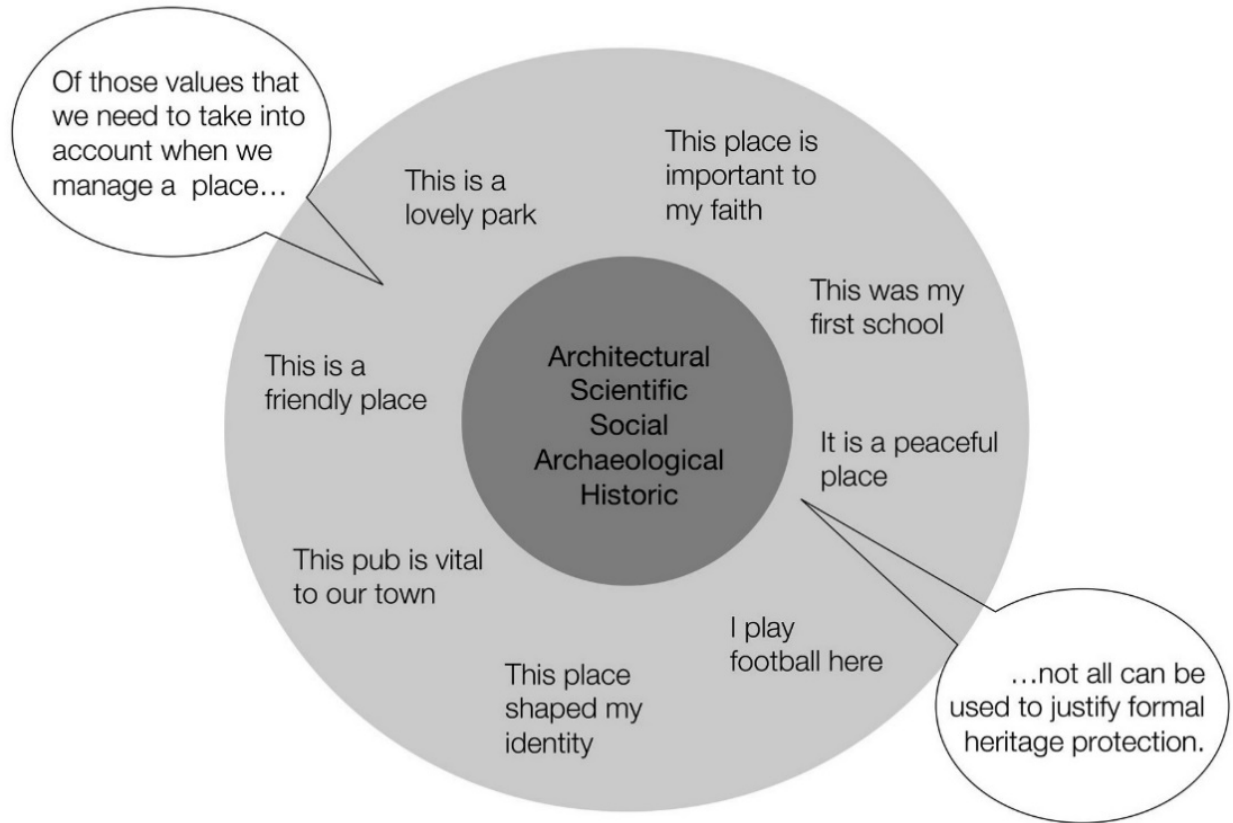 Of those values that
we need to take into
account when we
manage a place…
This is a
lovely park
This place is
important to
my faith
This was my
first school
This is a
friendly place
Architectural
Scientific
Social
Archaeological
Historic
It is a peaceful
place
This pub is vital
to our town
I play
football here
This place
shaped my
identity
…not all can be
used to justify formal
heritage protection.